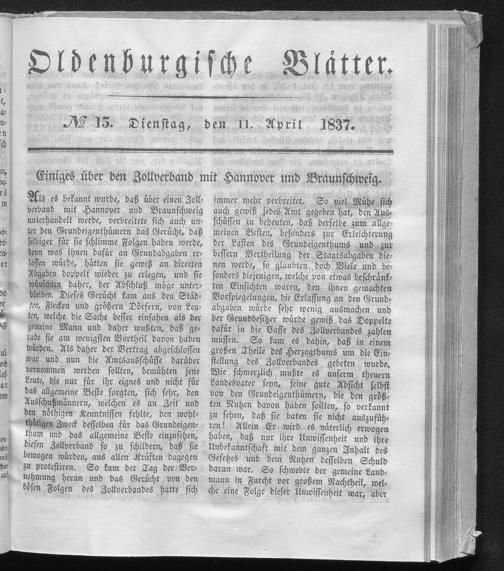 Oldenburgische Blätter.
№ 15. Dienstag, den 11. April 1837.
Einiges über den Zollverband mit Hannover und Braunschweig.
Als es bekannt wurde, daß über einen Zoll-
verband mit Hannover und Braunschweig
unterhandelt werde, verbreitete sich auch un-
ter den Grundeigenthümern das Gerücht, daß
selbiger für sie schlimme Folgen haben werde,
denn was ihnen dafür an Grundabgaben er-
lassen würde, hätten sie gewiß an directen
Abgaben doppelt wieder zu erlegen, und sie
wünschten daher, der Abschluß möge unter-
bleiben. Dieses Gerücht kam aus den Städ-
ten, Flecken und größern Dörfern, von Leu-
ten, welche die Sache besser einsahen als der
gemeine Mann und daher wußten, daß ge-
rade sie am wenigsten Vortheil davon haben
würden. Als daher der Vertrag abgeschlossen
war und nun die Amtsausschüsse darüber
vernommen werden sollten, bemühten jene
Leute, die nur für ihr eignes und nicht für
das allgemeine Beste sorgten, sich sehr, den
Ausschußmännern, welchen es an Zeit und
den nöthigen Kenntnissen fehlte, den wohl-
thätigen Zweck desselben für das Grundeigen-
thum und das allgemeine Beste einzusehen,
diesen Zollverband so zu schildern, daß sie
bewogen würden, aus allen Kräften dagegen
zu protestiren. So kam der Tag der Ver-
nehmung heran und das Gerücht von den
bösen Folgen des Zollverbandes hatte sich
immer mehr verbreitet. So viel Mühe sich
auch gewiß jedes Amt gegeben hat, den Aus-
schüssen zu bedeuten, daß derselbe zum allge-
meinen Besten, besonders zur Erleichterung
der Lasten des Grundeigenthums und zur
bessern Vertheilung der Staatsabgaben die-
nen werde, so glaubten doch Viele und be-
sonders diejenigen, welche von etwas beschränk-
ten Einsichten waren, den ihnen gemachten
Vorspiegelungen, die Erlassung an den Grund-
abgaben würde sehr wenig ausmachen und
der Grundbesitzer würde gewiß das Doppelte
dafür in die Casse des Zollverbandes zahlen
müssen. So kam es dahin, daß in einem
großen Theile des Herzogthums um die Ein-
stellung des Zollverbandes gebeten wurde.
Wie schmerzlich mußte es unserm theuern
Landesvater seyn, seine gute Absicht selbst
von den Grundeigenthümern, die den größ-
ten Nutzen davon haben sollten, so verkannt
zu sehen, daß sie baten sie nicht auszufüh-
ren! Allein Er wird es väterlich erwogen
haben, daß nur ihre Unwissenheit und ihre
Unbekanntschaft mit dem ganzen Inhalt des
Gesetzes und dem Nutzen desselben Schuld
daran war. So schwebte der gemeine Land-
mann in Furcht vor großem Nachtheil, wel-
che eine Folge dieser Unwissenheit war, aber